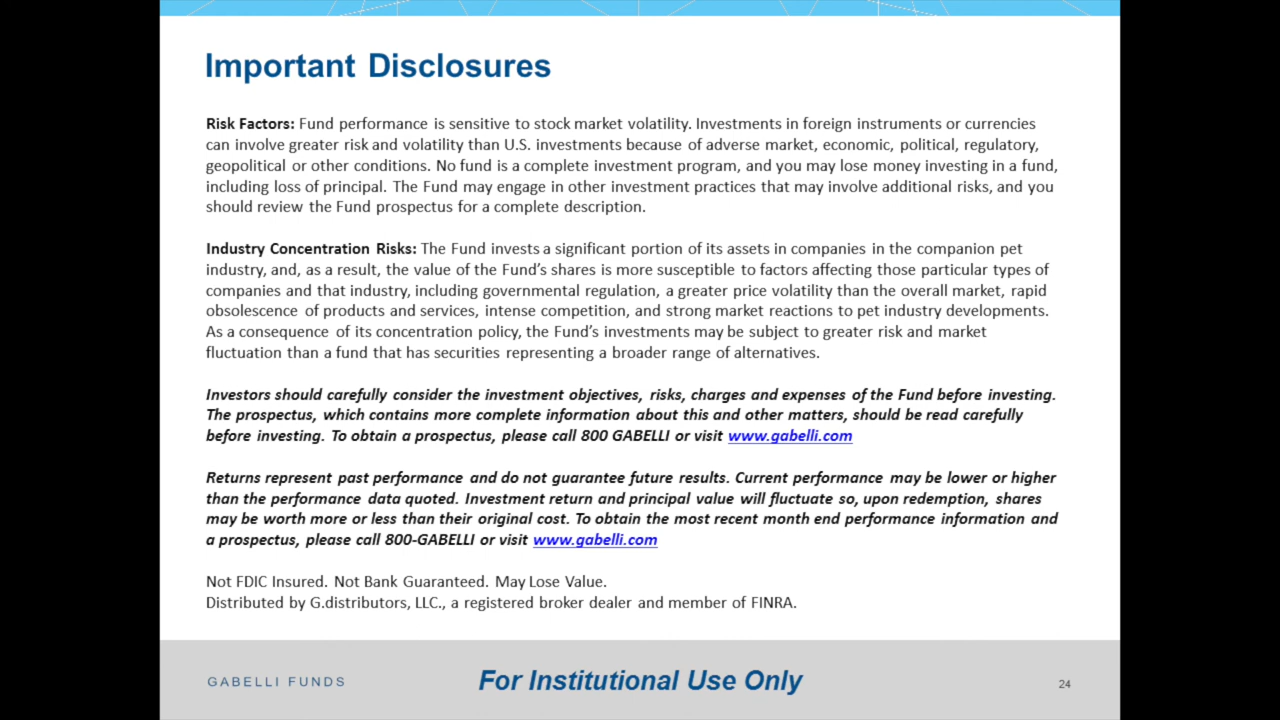 Important Disclosures
Risk Factors: Fund performance is sensitive to stock market volatility. Investments in foreign instruments or currencies
can involve greater risk and volatility than U.S. investments because of adverse market, economic, political, regulatory,
geopolitical or other conditions. No fund is a complete investment program, and you may lose money investing in a fund,
including loss of principal. The Fund may engage in other investment practices that may involve additional risks, and you
should review the Fund prospectus for a complete description.
Industry Concentration Risks: The Fund invests a significant portion of its assets in companies in the companion pet
industry, and, as a result, the value of the Fund's shares is more susceptible to factors affecting those particular types of
companies and that industry, including governmental regulation, a greater price volatility than the overall market, rapid
obsolescence of products and services, intense competition, and strong market reactions to pet industry developments.
As a consequence of its concentration policy, the Fund's investments may be subject to greater risk and market
fluctuation than a fund that has securities representing a broader range of alternatives.
Investors should carefully consider the investment objectives, risks, charges and expenses of the Fund before investing.
The prospectus, which contains more complete information about this and other matters, should be read carefully
before investing. To obtain a prospectus, please call 800 GABELLI or visit www.gabelli.com
Returns represent past performance and do not guarantee future results. Current performance may be lower or higher
than the performance data quoted. Investment return and principal value will fluctuate so, upon redemption, shares
may be worth more or less than their original cost. To obtain the most recent month end performance information and
a prospectus, please call 800-GABELLI or visit www.gabelli.com
Not FDIC Insured. Not Bank Guaranteed. May Lose Value.
Distributed by G.distributors, LLC., a registered broker dealer and member of FINRA.
GABELLI FUNDS
For Institutional Use Only
24